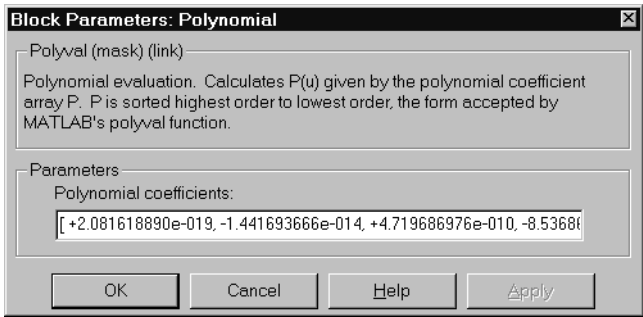 Block Parameters: Polynomial
Polyval (mask) (link)
Polynomial evaluation. Calculates P(u) given by the polynomial coefficient
array P. P is sorted highest order to lowest order, the form accepted by
MATLAB's polyval function.
Parameters
Polynomial coefficients:
[ +2.081618890e-019, -1.441693666e-014, +4.719686976e-010, -8.5368
OK Cancel Help Apply